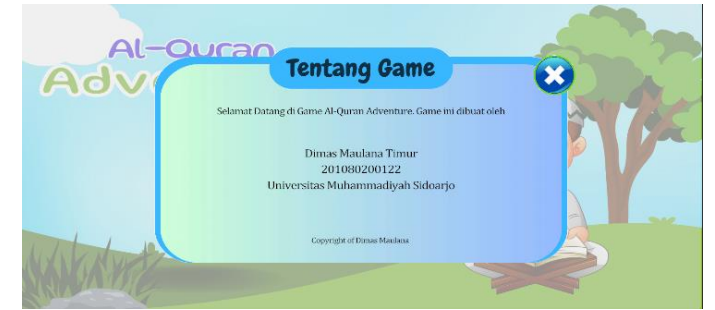 Al-Quran
Adv
Tentang Game
Selamat Datang di Game Al-Quran Adventure. Game ini dibuat oleh
Dimas Maulana Timur
201080200122
Universitas Muhammadiyah Sidoarjo
Copyright of Dimas Maulana